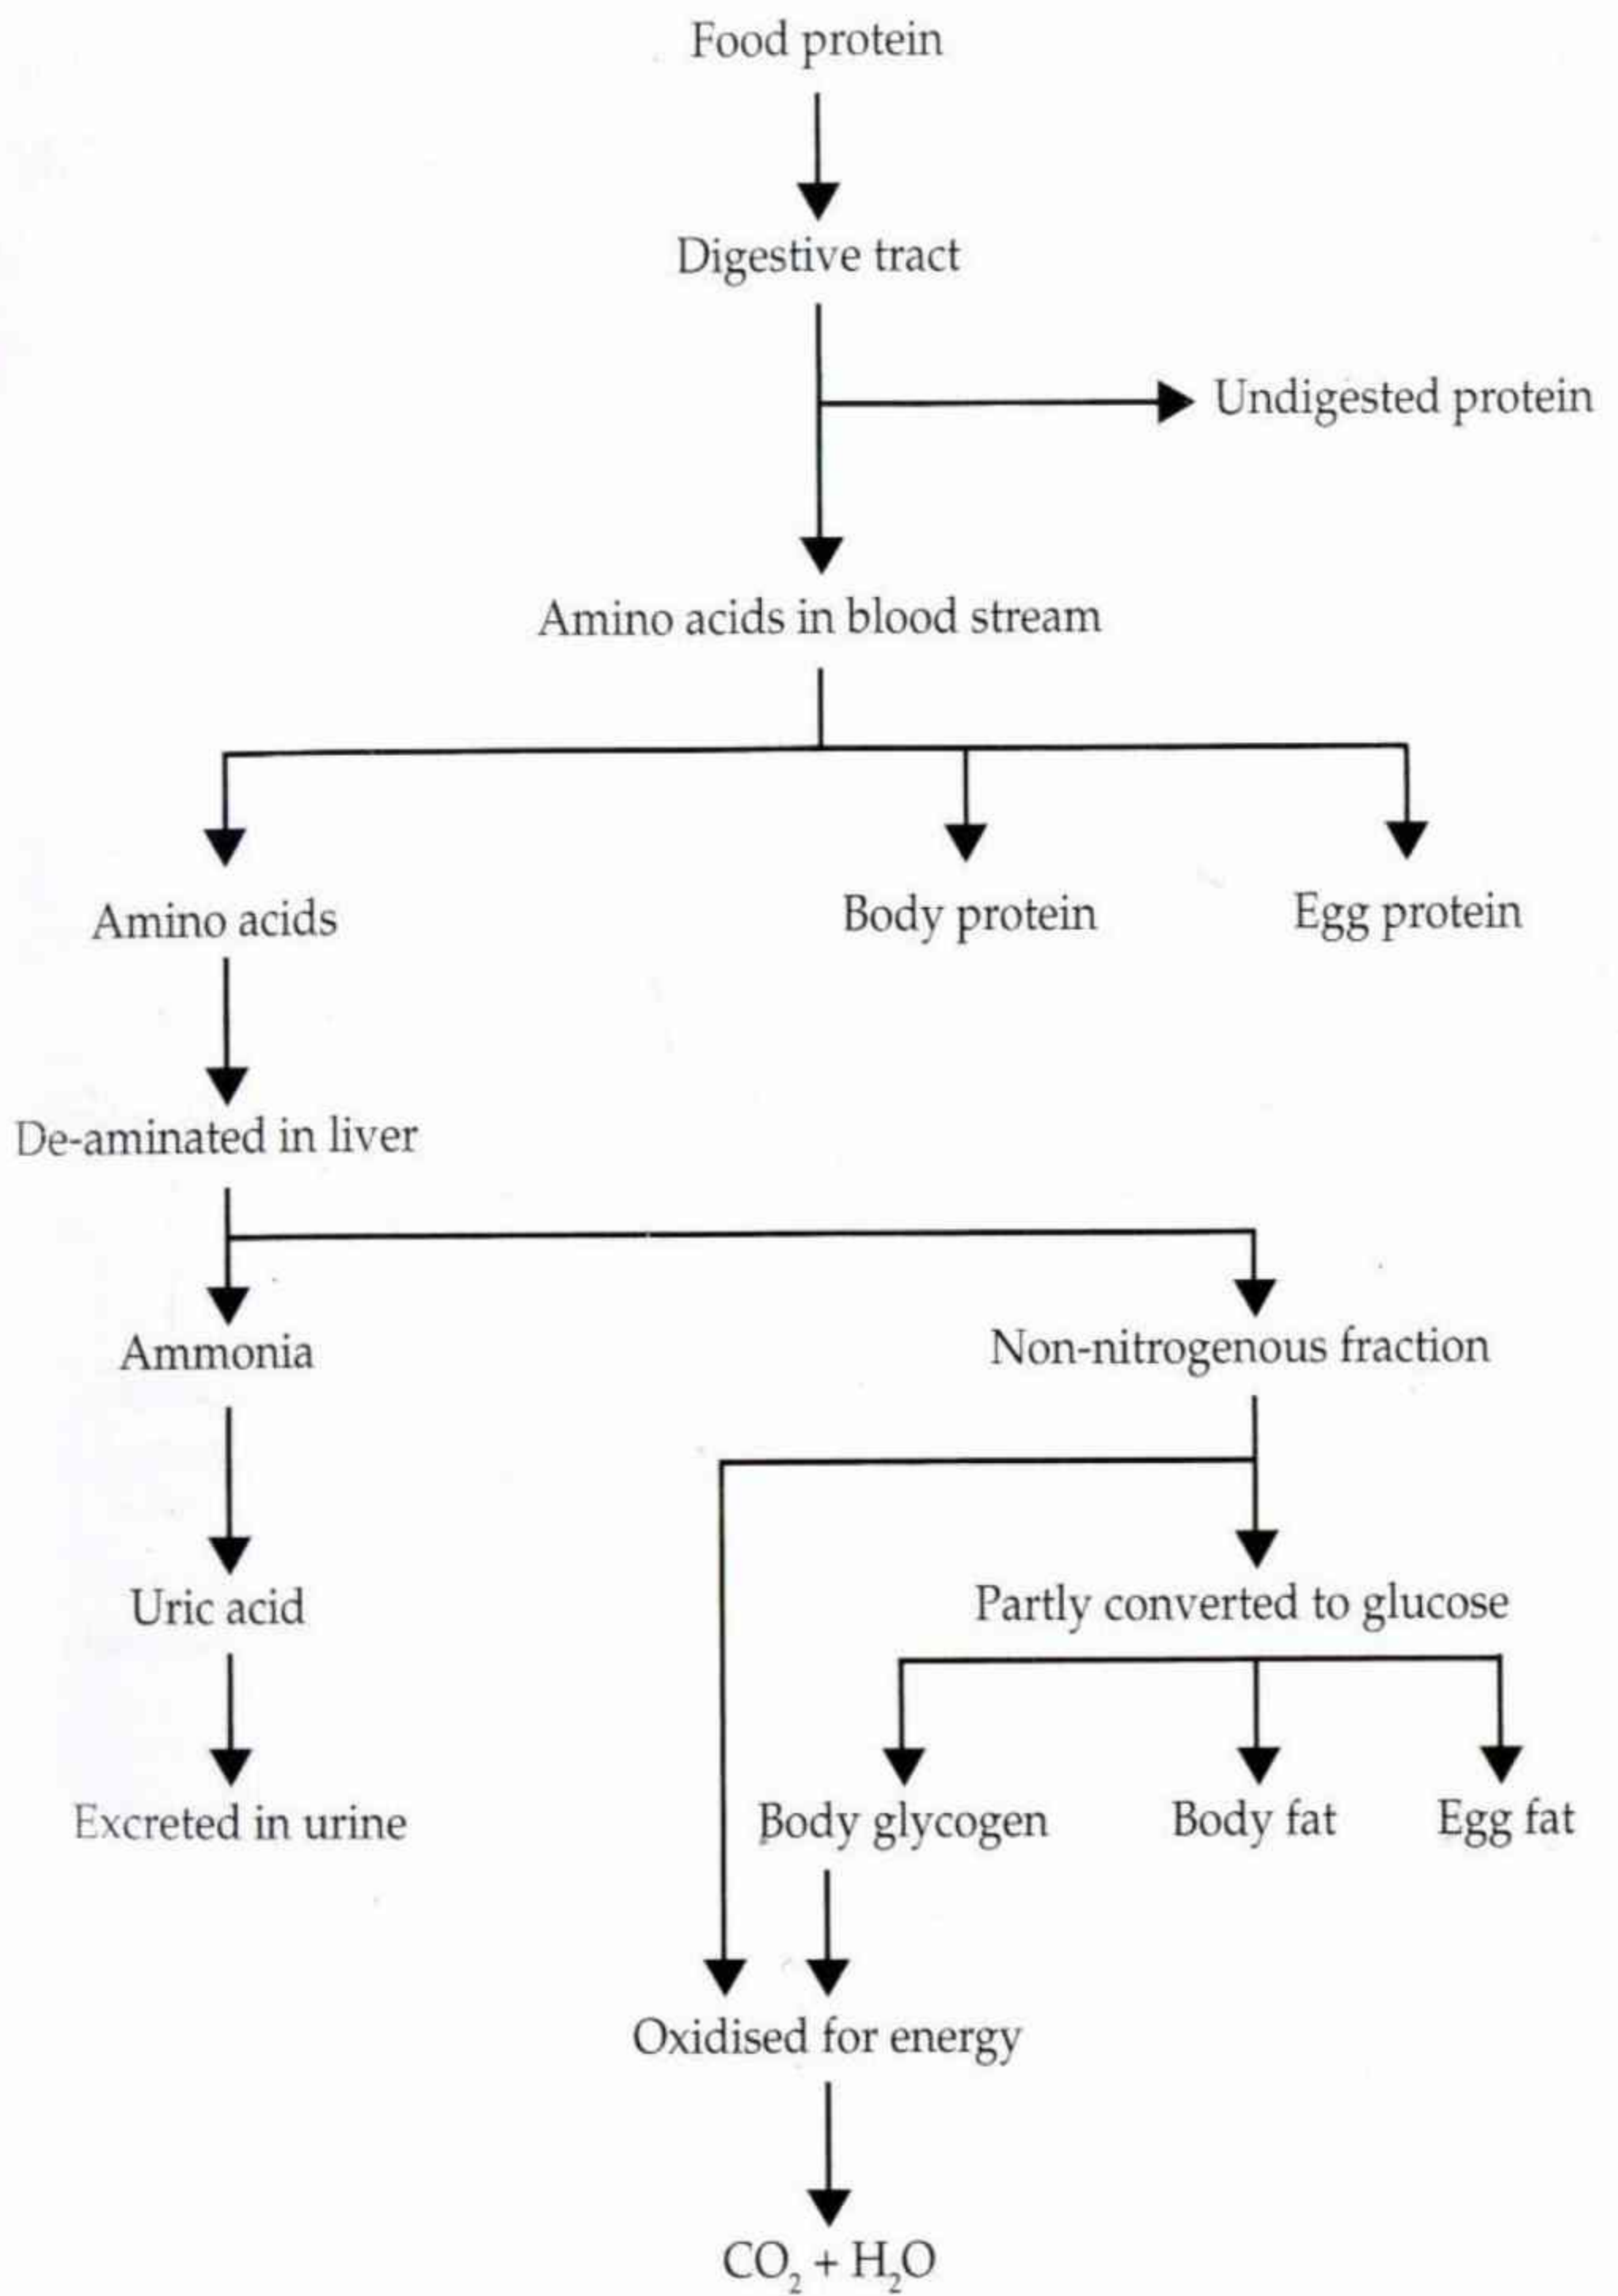 Food protein
Digestive tract
Undigested protein
Amino acids in blood stream
Amino acids
Body protein
Egg protein
De-aminated in liver
Ammonia
Non-nitrogenous fraction
Uric acid
Partly converted to glucose
Excreted in urine
Body glycogen
Body fat
Egg fat
Oxidised for energy
CO₂ + H₂O